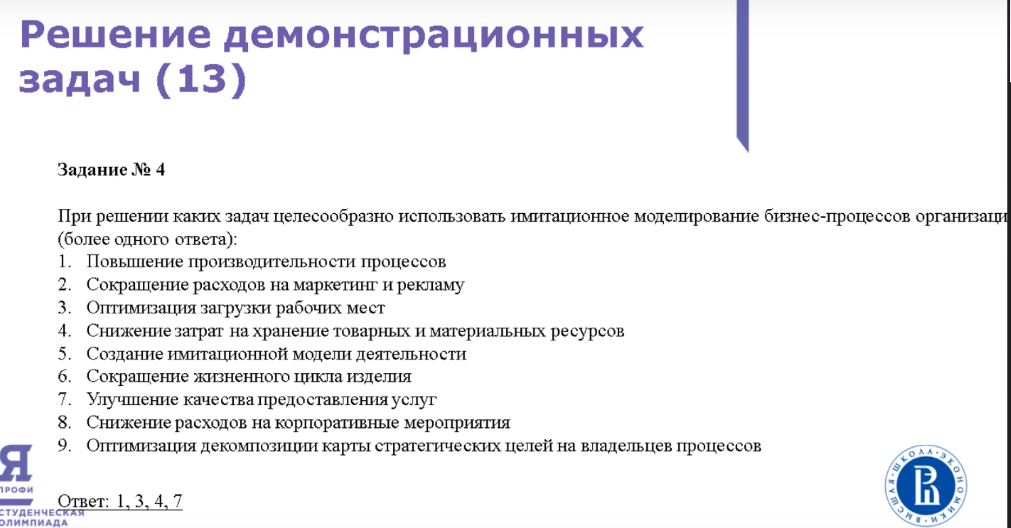 Решение демонстрационных
задач (13)
Задание № 4
При решении каких задач целесообразно использовать имитационное моделирование бизнес-процессов организаци
(более одного ответа):
1. Повышение производительности процессов
2. Сокращение расходов на маркетинг и рекламу
3. Оптимизация загрузки рабочих мест
4. Снижение затрат на хранение товарных и материальных ресурсов
5. Создание имитационной модели деятельности
6. Сокращение жизненного цикла изделия
7. Улучшение качества предоставления услуг
8. Снижение расходов на корпоративные мероприятия
9. Оптимизация декомпозиции карты стратегических целей на владельцев процессов
Ответ: 1, 3, 4, 7
Я
ПРОФИ
СТУДЕНЧЕСКАЯ
ОЛИМПИАДА
ВЫСШАЯ ШКОЛА ЭКОНОМИКИ